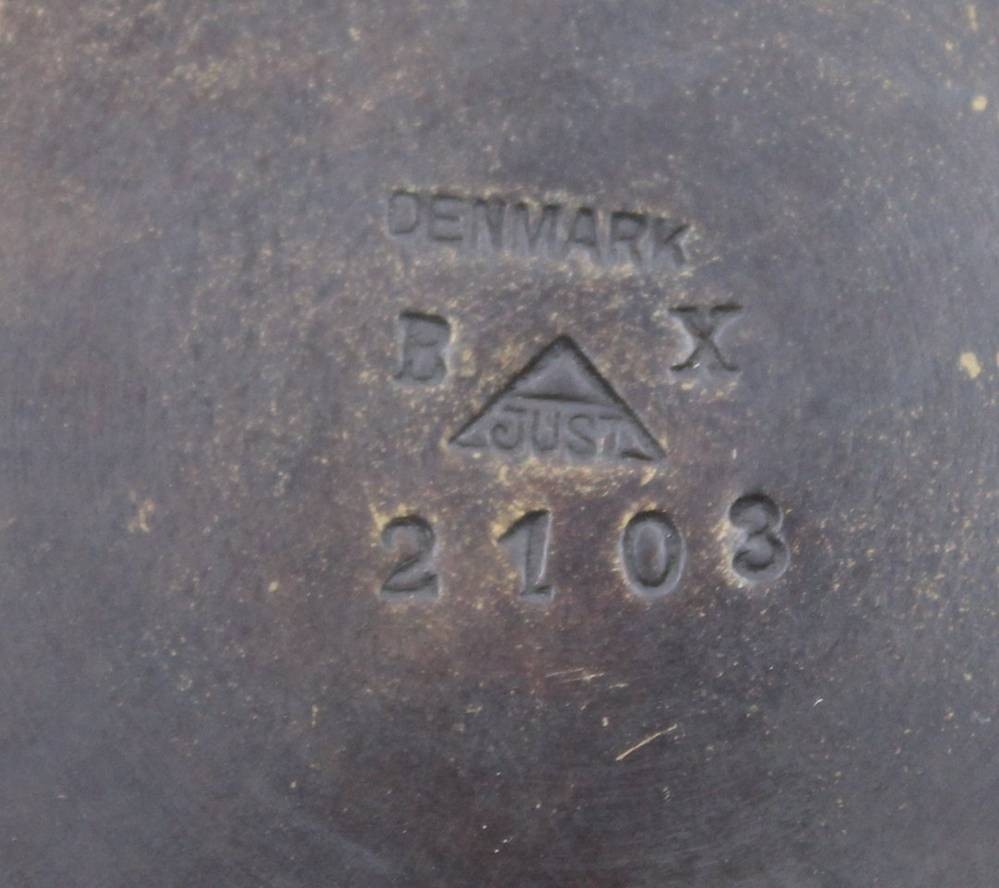 DENMARK
B X
JUST
2103